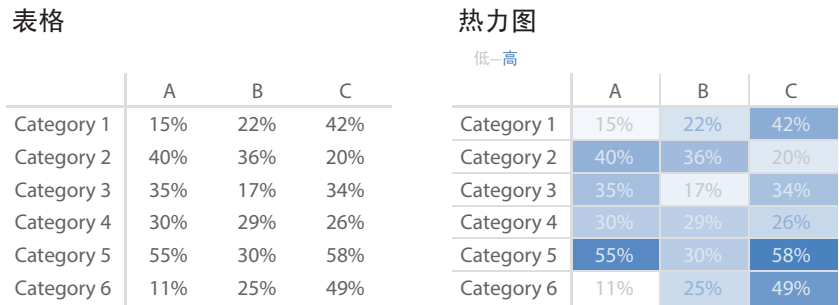 表格
A B C
Category 1 15% 22% 42%
Category 2 40% 36% 20%
Category 3 35% 17% 34%
Category 4 30% 29% 26%
Category 5 55% 30% 58%
Category 6 11% 25% 49%
热力图
低—高
A B C
Category 1 15% 22% 42%
Category 2 40% 36% 20%
Category 3 35% 17% 34%
Category 4 30% 29% 26%
Category 5 55% 30% 58%
Category 6 11% 25% 49%